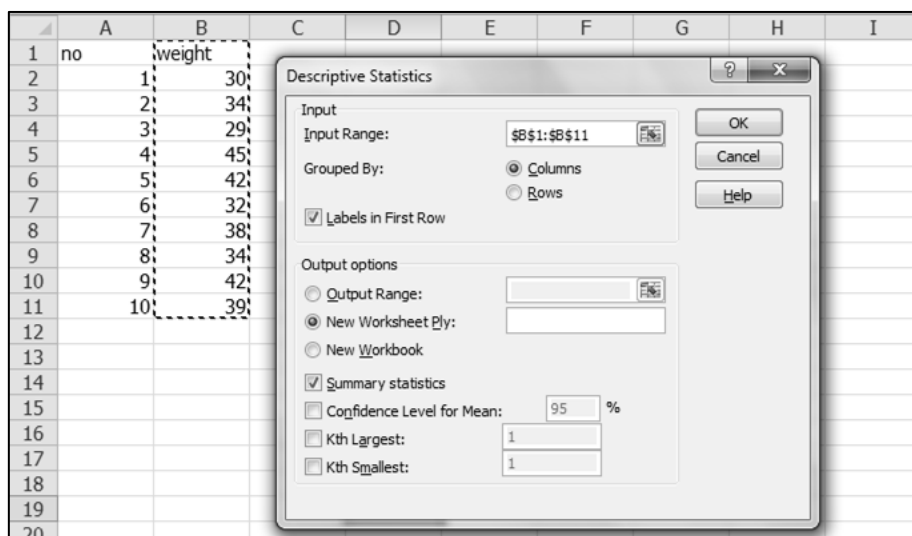 A B C D E F G H I
1 no weight
2 1 30
3 2 34
4 3 29
5 4 45
6 5 42
7 6 32
8 7 38
9 8 34
10 9 42
11 10 39
12
13
14
15
16
17
18
19
20
Descriptive Statistics
? x
Input
Input Range: $B$1:$B$11
Grouped By: Columns
Rows
Labels in First Row
OK
Cancel
Help
Output options
Output Range:
New Worksheet Ply:
New Workbook
Summary statistics
Confidence Level for Mean: 95 %
Kth Largest: 1
Kth Smallest: 1